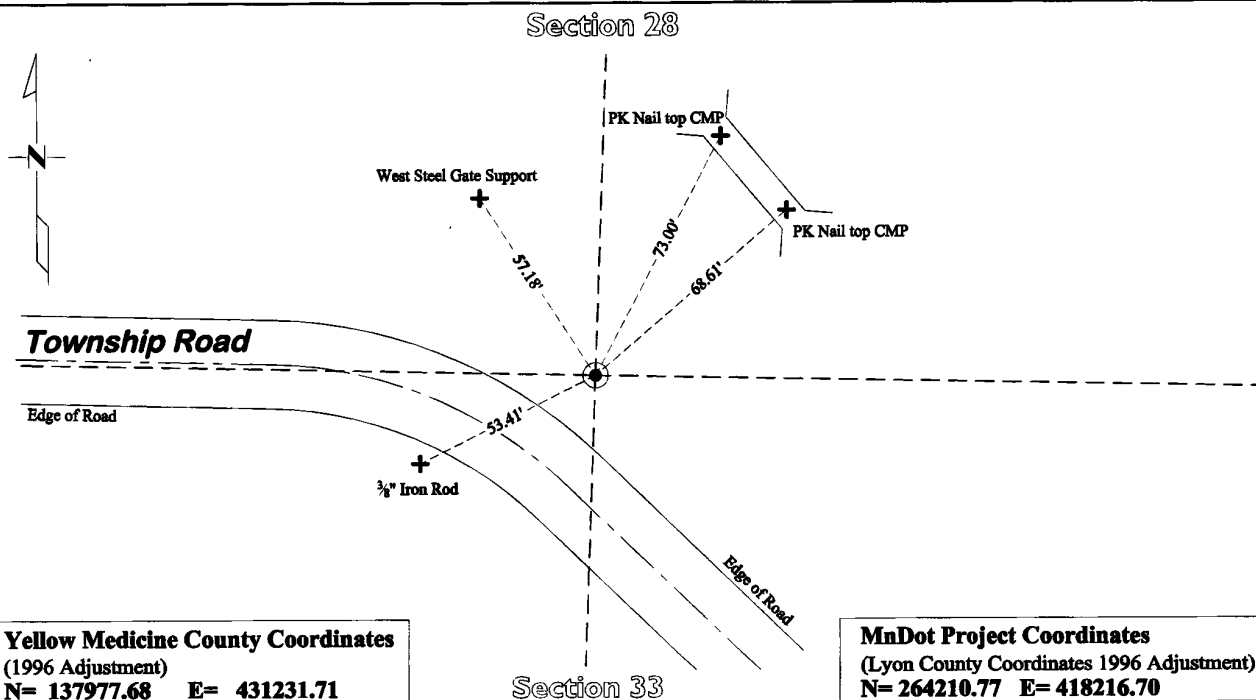 Section 28
N
PK Nail top CMP
West Steel Gate Support
PK Nail top CMP
57.18'
73.00'
68.61'
Township Road
Edge of Road
53.41'
⅜" Iron Rod
Edge of Road
Yellow Medicine County Coordinates
(1996 Adjustment)
N= 137977.68 E= 431231.71
Section 33
MnDot Project Coordinates
(Lyon County Coordinates 1996 Adjustment)
N= 264210.77 E= 418216.70